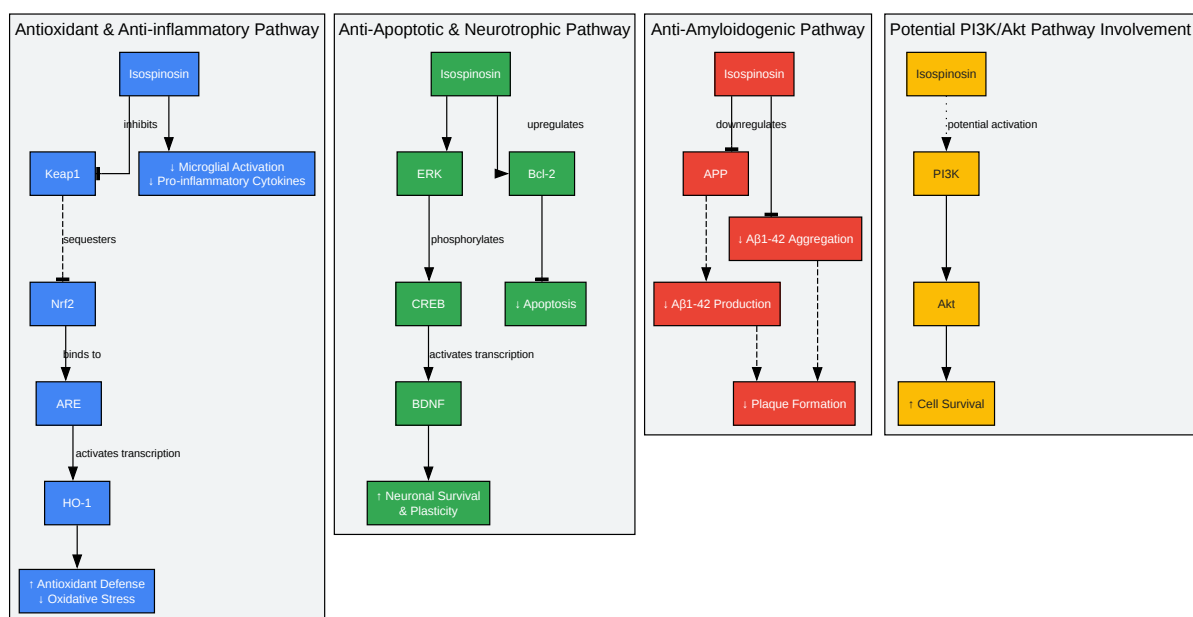 Antioxidant & Anti-inflammatory Pathway
Isospinosin
inhibits
Keap1
↓ Microglial Activation
↓ Pro-inflammatory Cytokines
sequesters
Nrf2
binds to
ARE
activates transcription
HO-1
↑ Antioxidant Defense
↓ Oxidative Stress
Anti-Apoptotic & Neurotrophic Pathway
Isospinosin
upregulates
ERK
Bcl-2
phosphorylates
CREB
↓ Apoptosis
activates transcription
BDNF
↑ Neuronal Survival
& Plasticity
Anti-Amyloidogenic Pathway
Isospinosin
downregulates
APP
↓ Aβ1-42 Aggregation
↓ Aβ1-42 Production
↓ Plaque Formation
Potential PI3K/Akt Pathway Involvement
Isospinosin
potential activation
PI3K
Akt
↑ Cell Survival